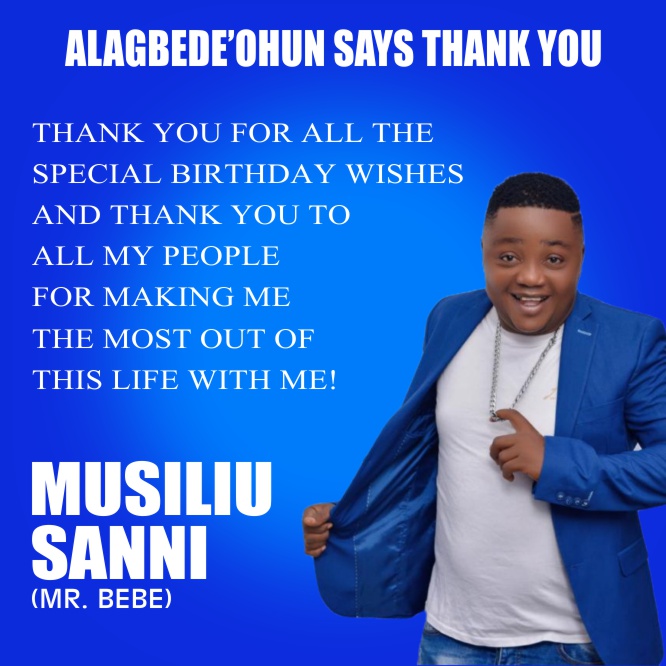 ALAGBEDE'OHUN SAYS THANK YOU
THANK YOU FOR ALL THE
SPECIAL BIRTHDAY WISHES
AND THANK YOU TO
ALL MY PEOPLE
FOR MAKING ME
THE MOST OUT OF
THIS LIFE WITH ME!
MUSILIU
SANNI
(MR. BEBE)